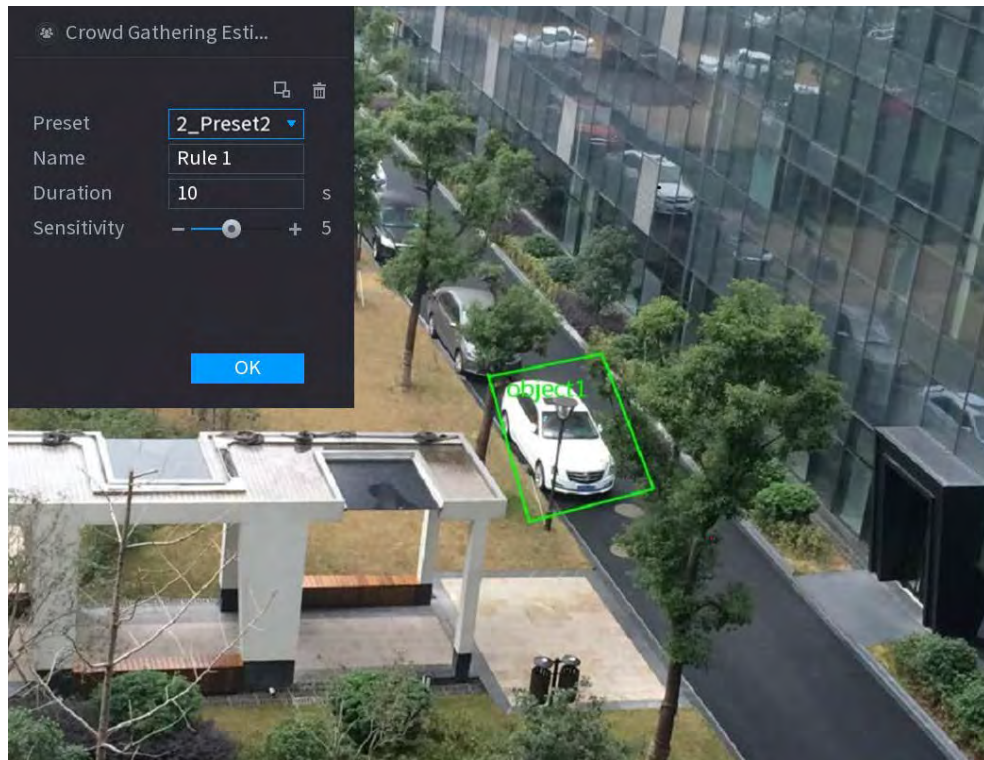 Crowd Gathering Esti...
Preset 2_Preset2
Name Rule 1
Duration 10 s
Sensitivity - + 5
OK
object1